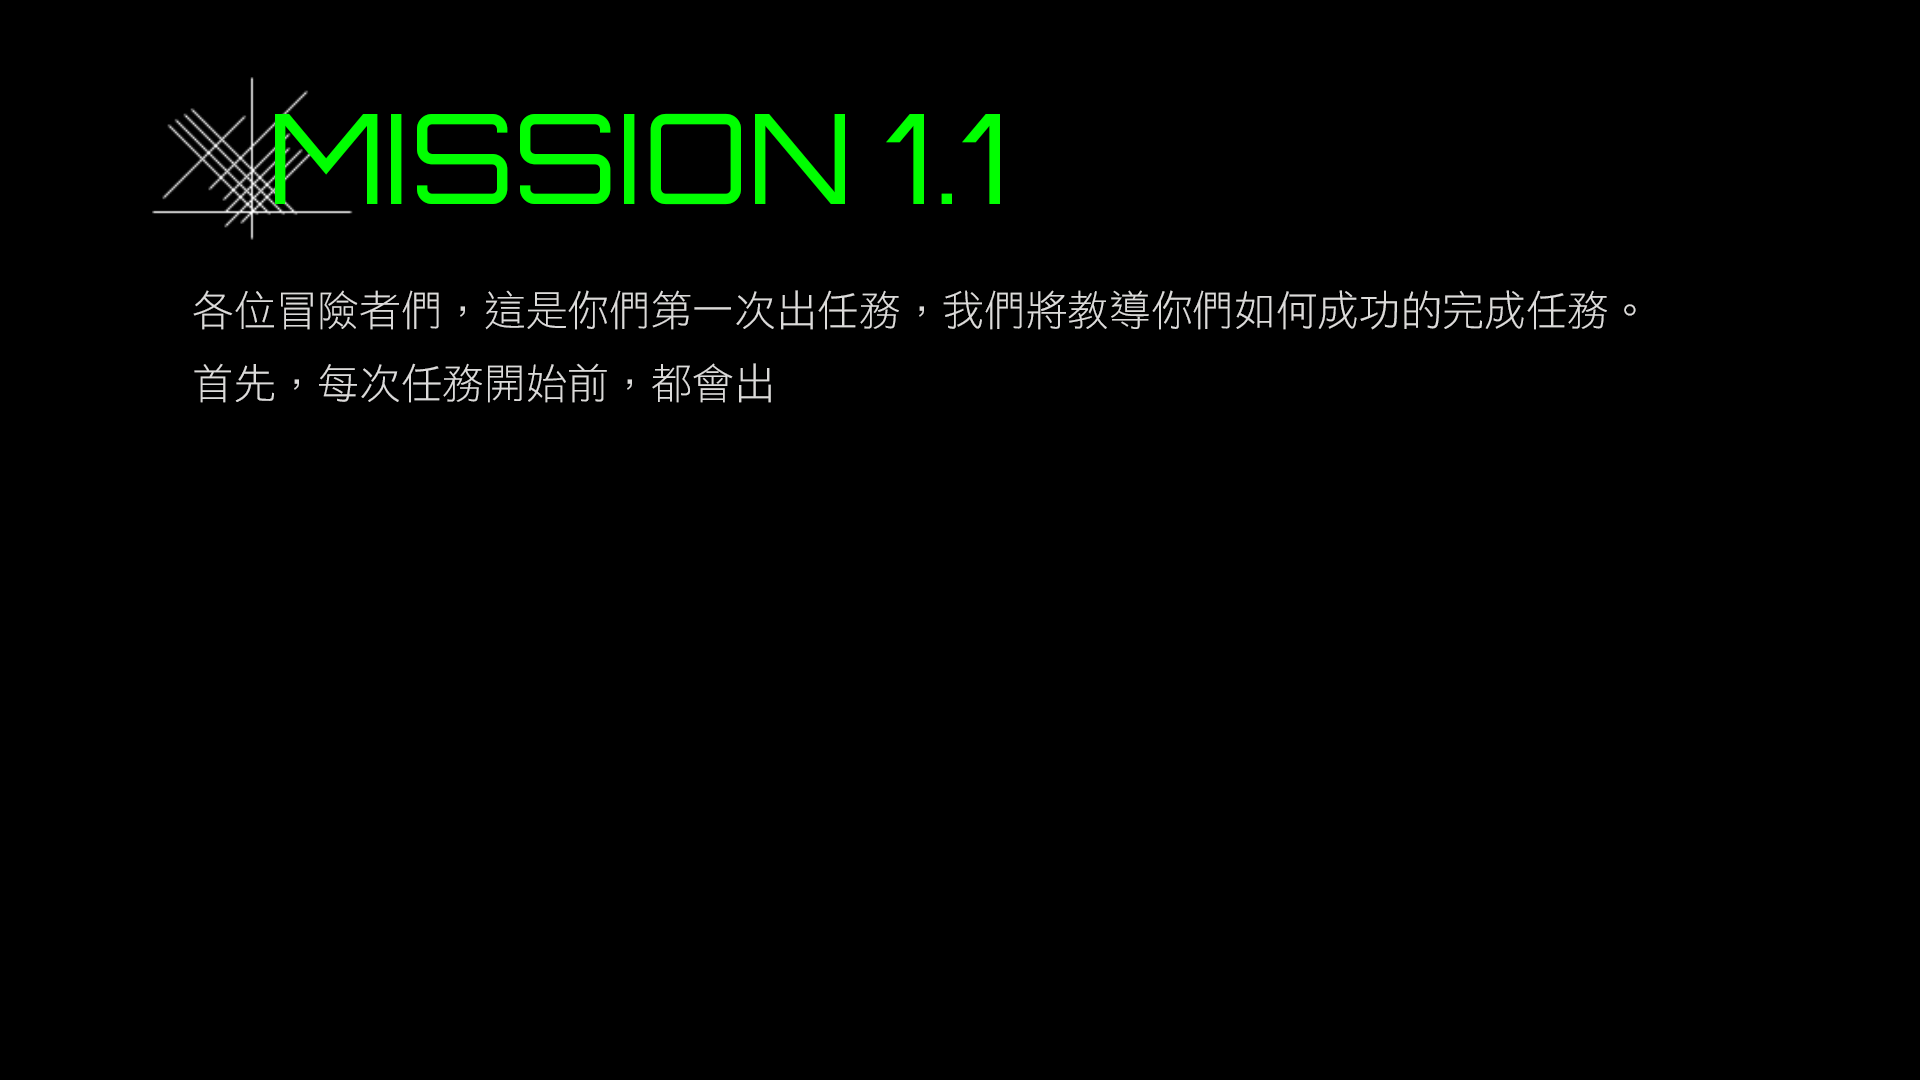 MISSION 1.1
各位冒險者們，這是你們第一次出任務，我們將教導你們如何成功的完成任務。
首先，每次任務開始前，都會出